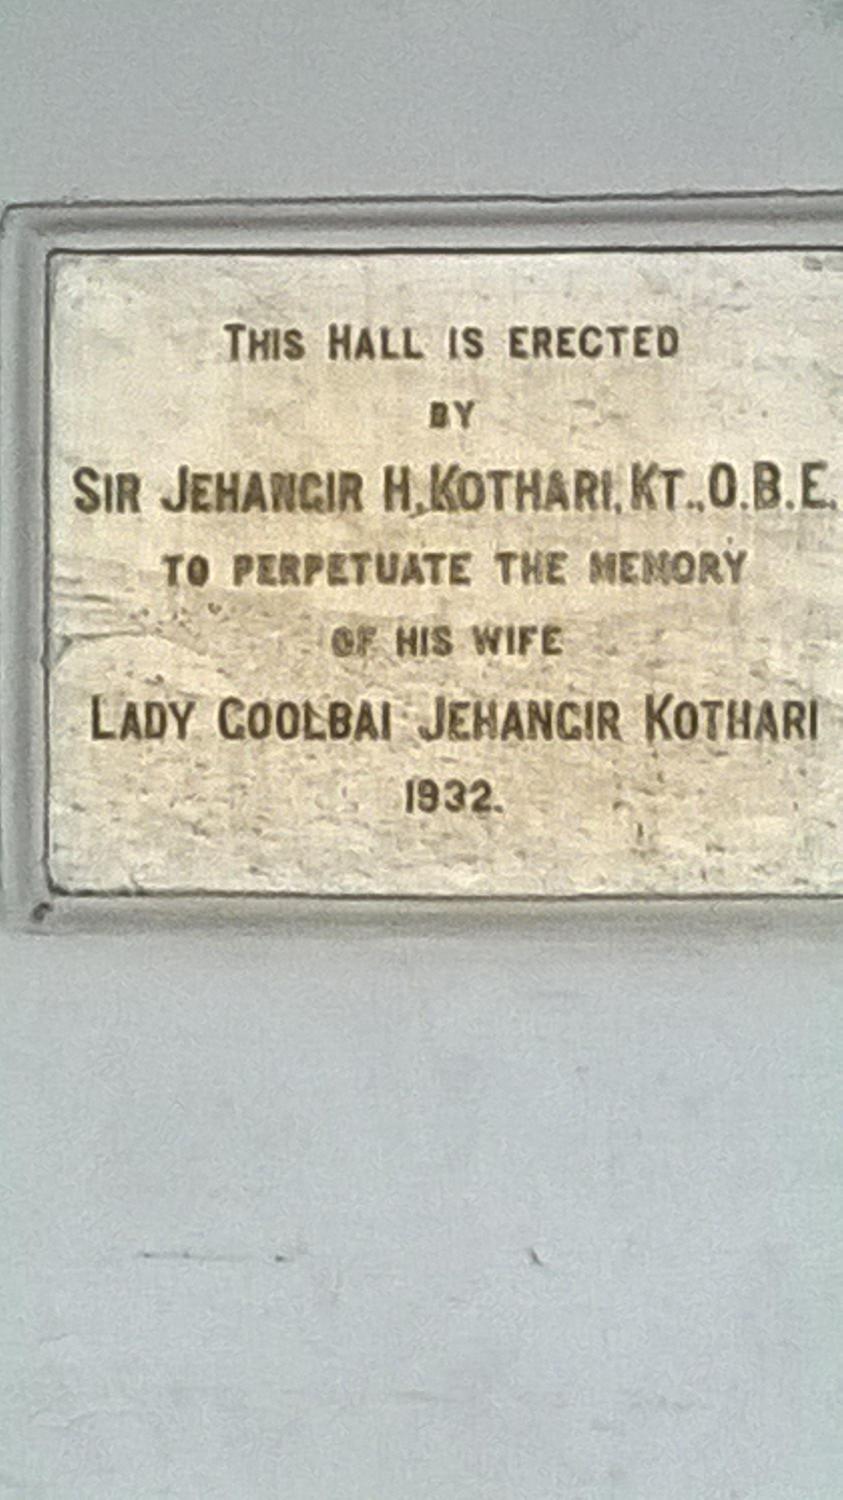 THIS HALL IS ERECTED
BY
SIR JEHANGIR H. KOTHARI, KT., O.B.E.
TO PERPETUATE THE MEMORY
OF HIS WIFE
LADY GOOLBAI JEHANGIR KOTHARI
1932.